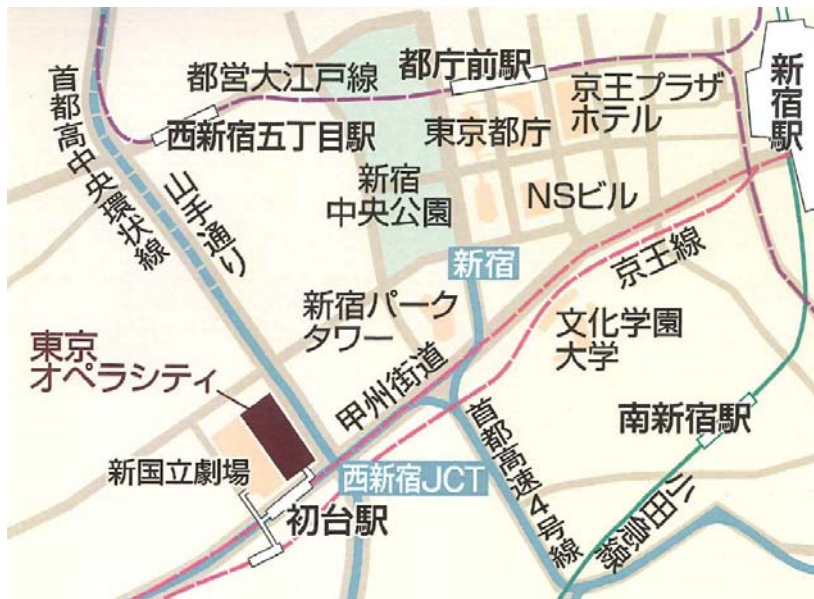 首都高中央環状線
都営大江戸線
都庁前駅
京王プラザ
ホテル
新宿駅
西新宿五丁目駅
東京都庁
山手通り
新宿
中央公園
NSビル
新宿
京王線
新宿パーク
タワー
文化学園
大学
東京
オペラシティ
甲州街道
首都高速4号線
南新宿駅
新国立劇場
西新宿JCT
初台駅
小田急線